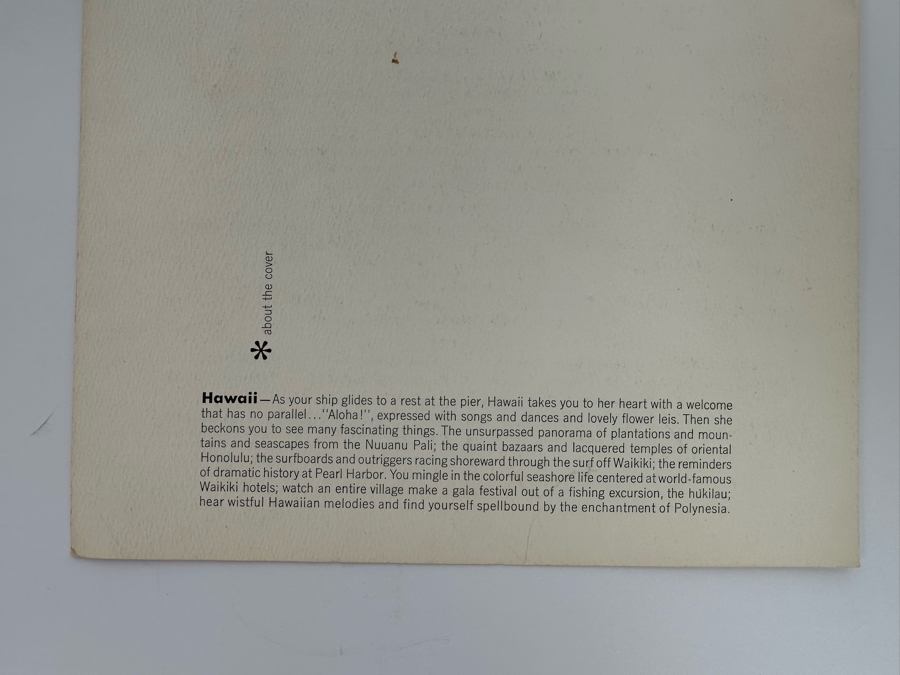 about the cover
*
Hawaii—As your ship glides to a rest at the pier, Hawaii takes you to her heart with a welcome
that has no parallel..."Aloha!", expressed with songs and dances and lovely flower leis. Then she
beckons you to see many fascinating things. The unsurpassed panorama of plantations and moun-
tains and seascapes from the Nuuanu Pali; the quaint bazaars and lacquered temples of oriental
Honolulu; the surfboards and outriggers racing shoreward through the surf off Waikiki; the reminders
of dramatic history at Pearl Harbor. You mingle in the colorful seashore life centered at world-famous
Waikiki hotels; watch an entire village make a gala festival out of a fishing excursion, the hukilau;
hear wistful Hawaiian melodies and find yourself spellbound by the enchantment of Polynesia.